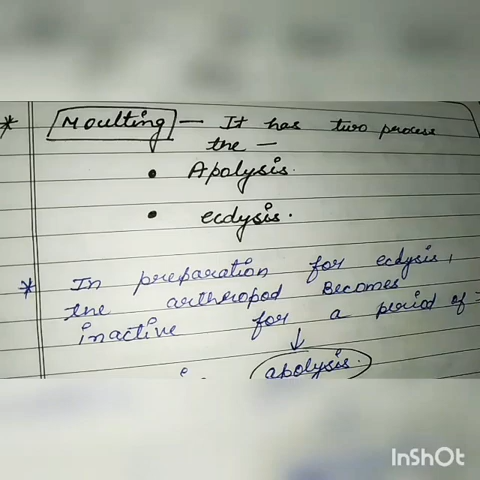 * Moulting - It has two process
the -
• Apolysis.
• ecdysis.
* In preparation for ecdysis,
the arthropod Becomes
inactive for a period of
↓
apolysis.
InShOt